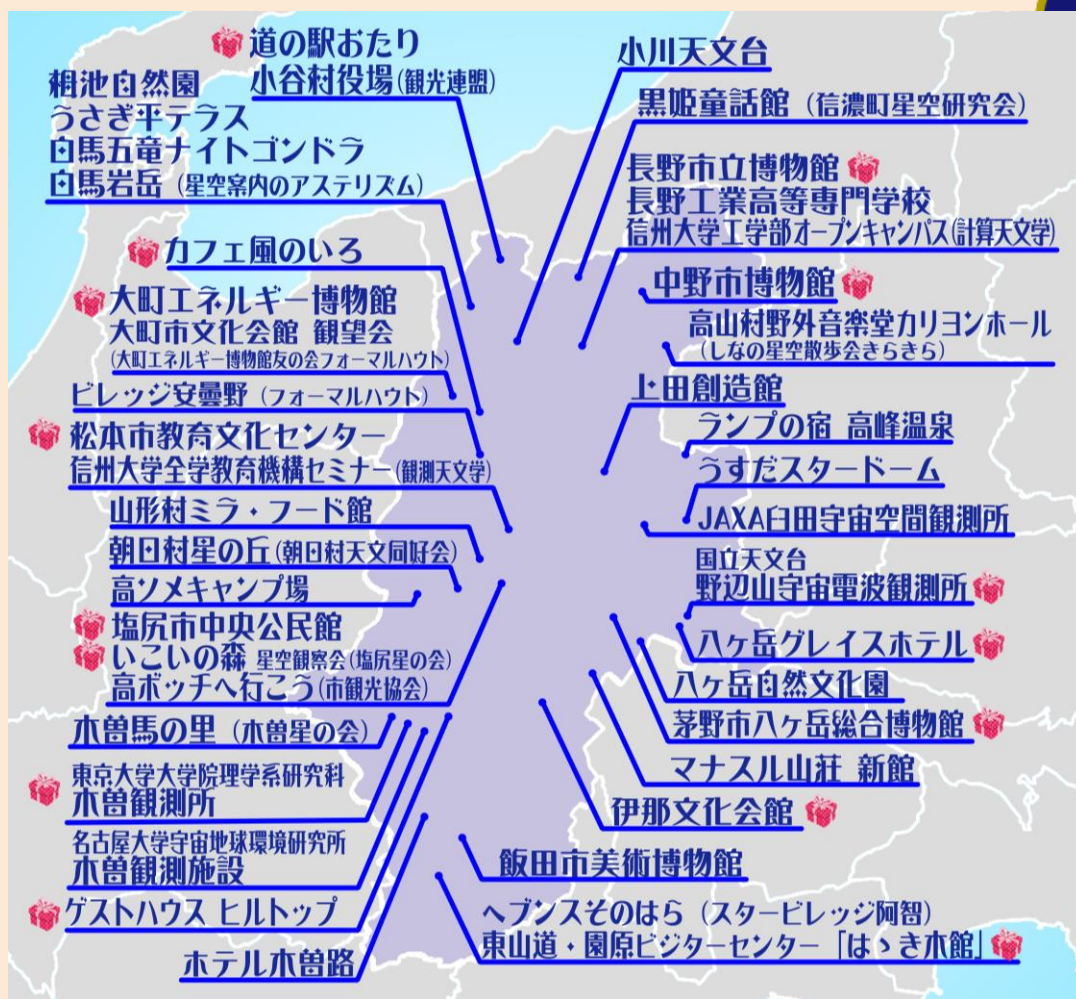 道の駅おたり
小谷村役場(観光連盟)
栂池自然園
うさぎ平テラス
白馬五竜ナイトゴンドラ
白馬岩岳 (星空案内のアステリズム)
カフェ風のいろ
大町エネルギー博物館
大町市文化会館 観望会
(大町エネルギー博物館友の会フォーマルハウト)
ビレッジ安曇野 (フォーマルハウト)
松本市教育文化センター
信州大学全学教育機構セミナー(観測天文学)
山形村ミラ・フード館
朝日村星の丘(朝日村天文同好会)
高ソメキャンプ場
塩尻市中央公民館
いこいの森 星空観察会(塩尻星の会)
高ボッチへ行こう(市観光協会)
木曽馬の里 (木曽星の会)
東京大学大学院理学系研究科
木曽観測所
名古屋大学宇宙地球環境研究所
木曽観測施設
ゲストハウス ヒルトップ
ホテル木曽路
小川天文台
黒姫童話館 (信濃町星空研究会)
長野市立博物館
長野工業高等専門学校
信州大学工学部オープンキャンパス(計算天文学)
中野市博物館
高山村野外音楽堂カリヨンホール
(しなの星空散歩会きらきら)
上田創造館
ランプの宿 高峰温泉
うすだスタードーム
JAXA臼田宇宙空間観測所
国立天文台
野辺山宇宙電波観測所
八ヶ岳グレイスホテル
八ヶ岳自然文化園
茅野市八ヶ岳総合博物館
マナスル山荘 新館
伊那文化会館
飯田市美術博物館
ヘブンスそのはら (スタービレッジ阿智)
東山道・園原ビジターセンター「はゝき木館」